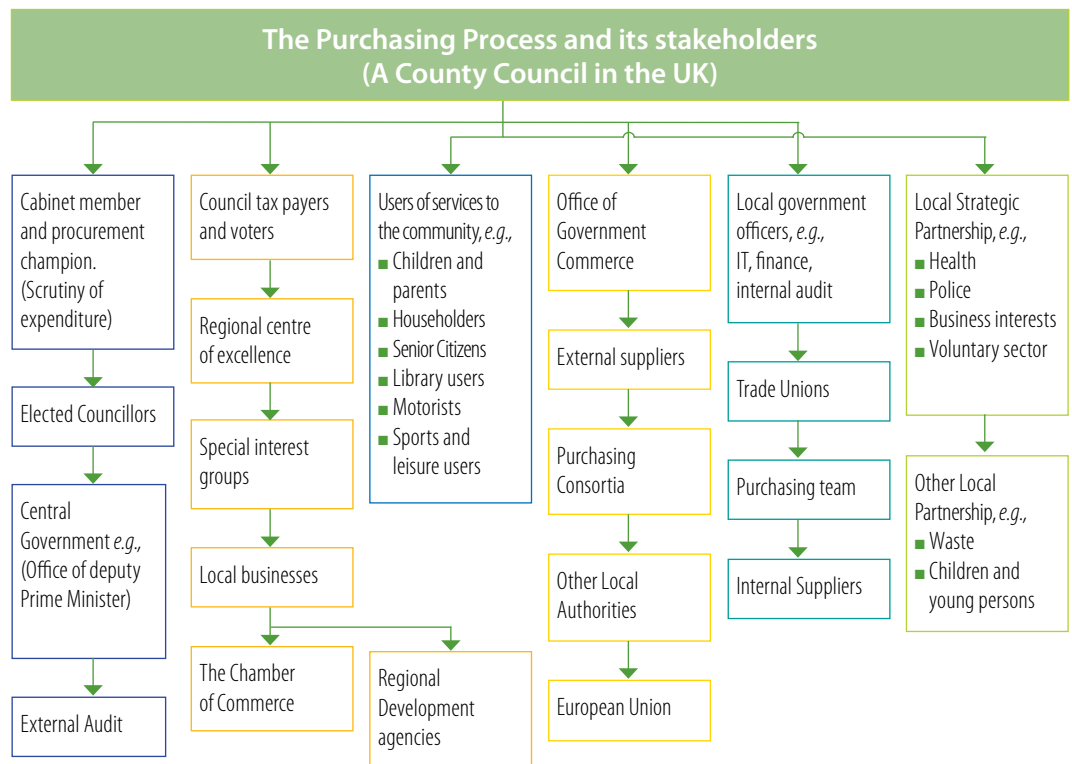 The Purchasing Process and its stakeholders
(A County Council in the UK)
Cabinet member
and procurement
champion.
(Scrutiny of
expenditure)
Elected Councillors
Central
Government e.g.,
(Office of deputy
Prime Minister)
External Audit
Council tax payers
and voters
Regional centre
of excellence
Special interest
groups
Local businesses
The Chamber
of Commerce
Regional
Development
agencies
Users of services to
the community, e.g.,
■ Children and
parents
■ Householders
■ Senior Citizens
■ Library users
■ Motorists
■ Sports and
leisure users
Office of
Government
Commerce
External suppliers
Purchasing
Consortia
Other Local
Authorities
European Union
Local government
officers, e.g.,
IT, finance,
internal audit
Trade Unions
Purchasing team
Internal Suppliers
Local Strategic
Partnership, e.g.,
■ Health
■ Police
■ Business interests
■ Voluntary sector
Other Local
Partnership, e.g.,
■ Waste
■ Children and
young persons